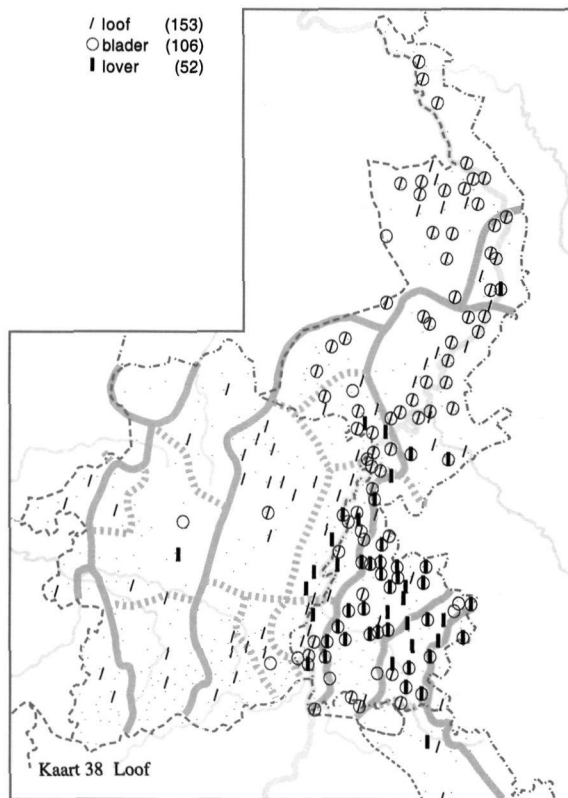 / loof (153)
○ blader (106)
▮ lover (52)
Kaart 38 Loof